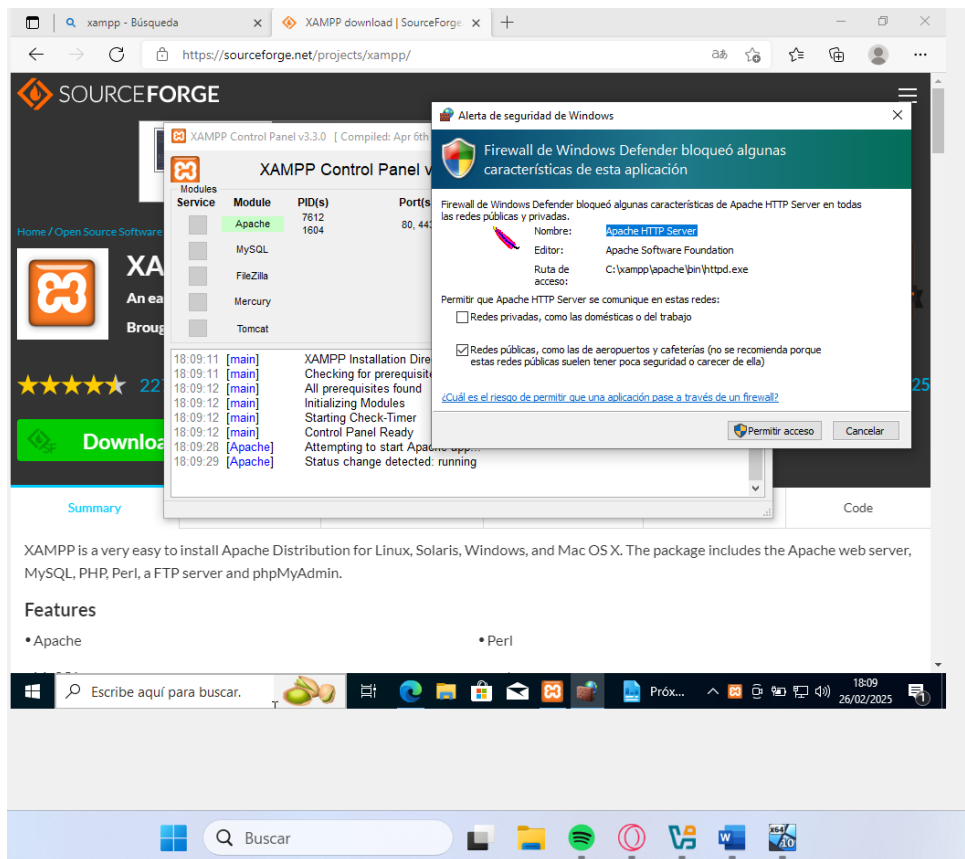 xampp - Búsqueda
XAMPP download | SourceForge
https://sourceforge.net/projects/xampp/
SOURCEFORGE
Home / Open Source Software
XA
An ea
Broug
22
25
Downloa
XAMPP Control Panel v3.3.0 [ Compiled: Apr 6th
XAMPP Control Panel v
Modules
Service Module PID(s) Port(s
Apache 7612 1604 80, 443
MySQL
FileZilla
Mercury
Tomcat
18:09:11 [main] XAMPP Installation Dire
18:09:11 [main] Checking for prerequisite
18:09:12 [main] All prerequisites found
18:09:12 [main] Initializing Modules
18:09:12 [main] Starting Check-Timer
18:09:12 [main] Control Panel Ready
18:09:28 [Apache] Attempting to start Apache app...
18:09:29 [Apache] Status change detected: running
Alerta de seguridad de Windows
Firewall de Windows Defender bloqueó algunas
características de esta aplicación
Firewall de Windows Defender bloqueó algunas características de Apache HTTP Server en todas
las redes públicas y privadas.
Nombre: Apache HTTP Server
Editor: Apache Software Foundation
Ruta de acceso: C:\xampp\apache\bin\httpd.exe
Permitir que Apache HTTP Server se comunique en estas redes:
Redes privadas, como las domésticas o del trabajo
Redes públicas, como las de aeropuertos y cafeterías (no se recomienda porque
estas redes públicas suelen tener poca seguridad o carecer de ella)
¿Cuál es el riesgo de permitir que una aplicación pase a través de un firewall?
Permitir acceso Cancelar
Summary
Code
XAMPP is a very easy to install Apache Distribution for Linux, Solaris, Windows, and Mac OS X. The package includes the Apache web server,
MySQL, PHP, Perl, a FTP server and phpMyAdmin.
Features
• Apache
• Perl
Escribe aquí para buscar.
Próx...
18:09
26/02/2025
Buscar